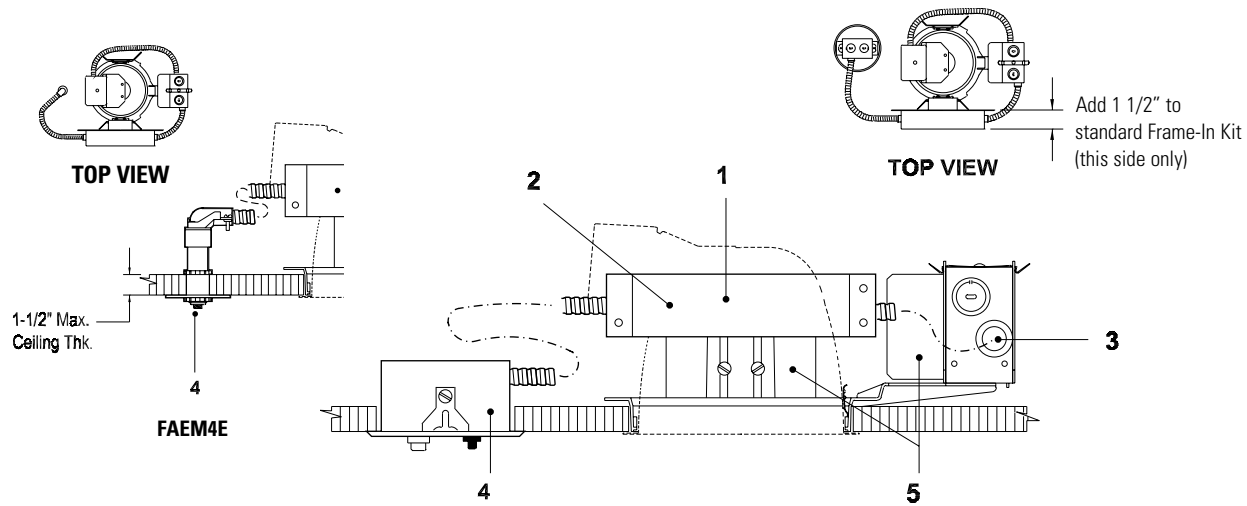 TOP VIEW
1-1/2" Max.
Ceiling Thk.
4
FAEM4E
2
1
3
4
5
Add 1 1/2” to
standard Frame-In Kit
(this side only)
TOP VIEW